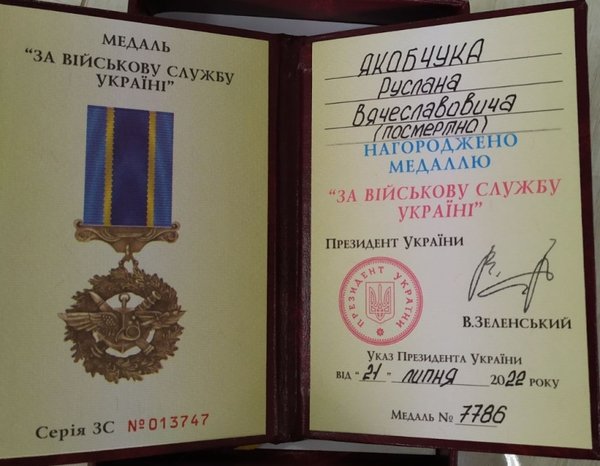 МЕДАЛЬ
“ЗА ВІЙСЬКОВУ СЛУЖБУ
УКРАЇНІ”
Серія ЗС №013747
ЯКОБЧУКА
Руслана
Вячеславовича
(посмертно)
НАГОРОДЖЕНО
МЕДАЛЛЮ
“ЗА ВІЙСЬКОВУ СЛУЖБУ
УКРАЇНІ”
ПРЕЗИДЕНТ УКРАЇНИ
ПРЕЗИДЕНТ УКРАЇНИ
В.ЗЕЛЕНСЬКИЙ
УКАЗ ПРЕЗИДЕНТА УКРАЇНИ
ВІД “21” липня 2022 РОКУ
МЕДАЛЬ № 7786